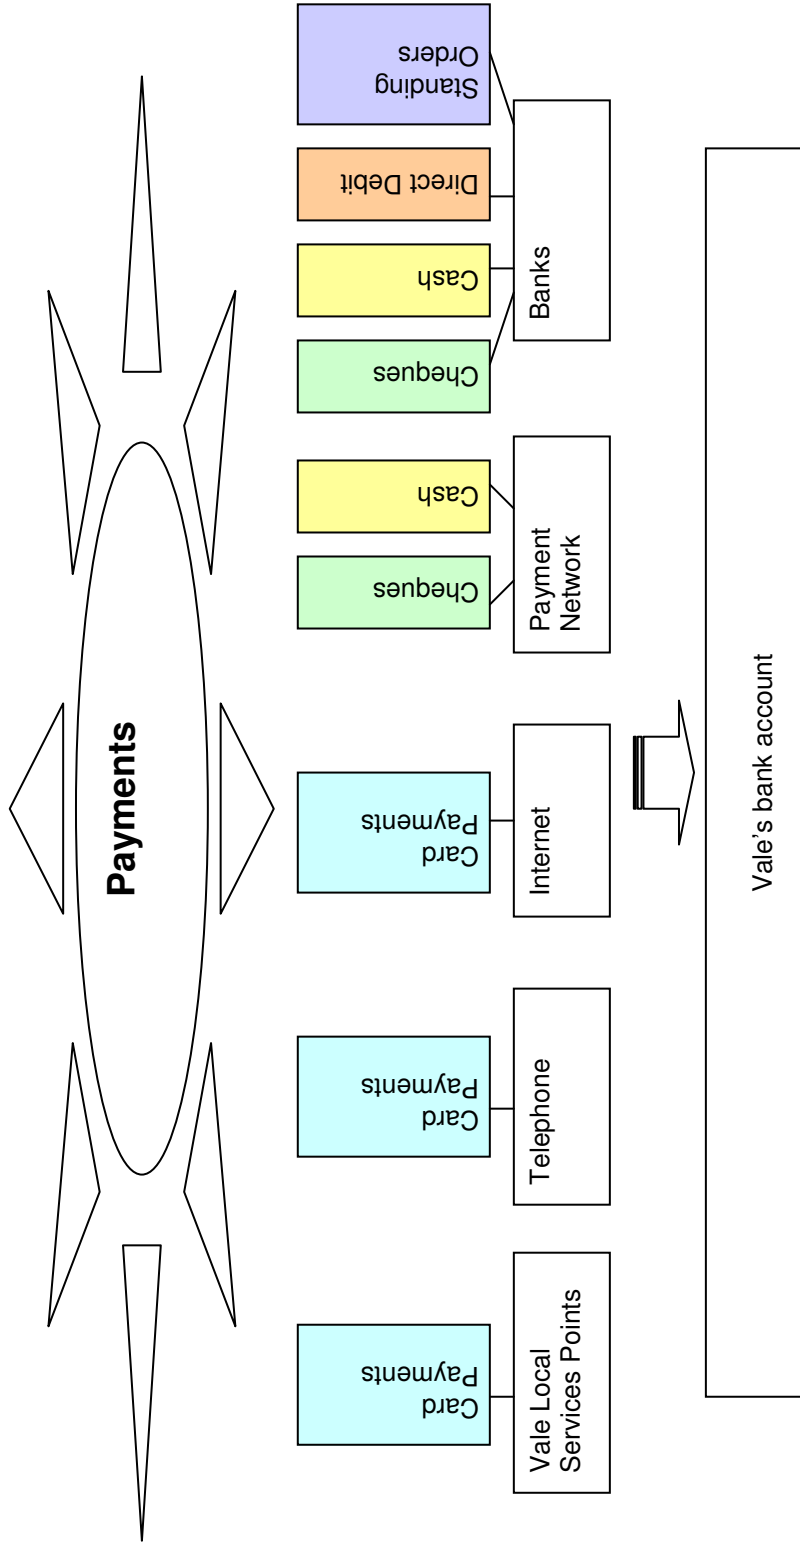 Payments
Card
Payments
Card
Payments
Card
Payments
Cheques
Cash
Cheques
Cash
Direct Debit
Standing
Orders
Vale Local
Services Points
Telephone
Internet
Payment
Network
Banks
Vale’s bank account